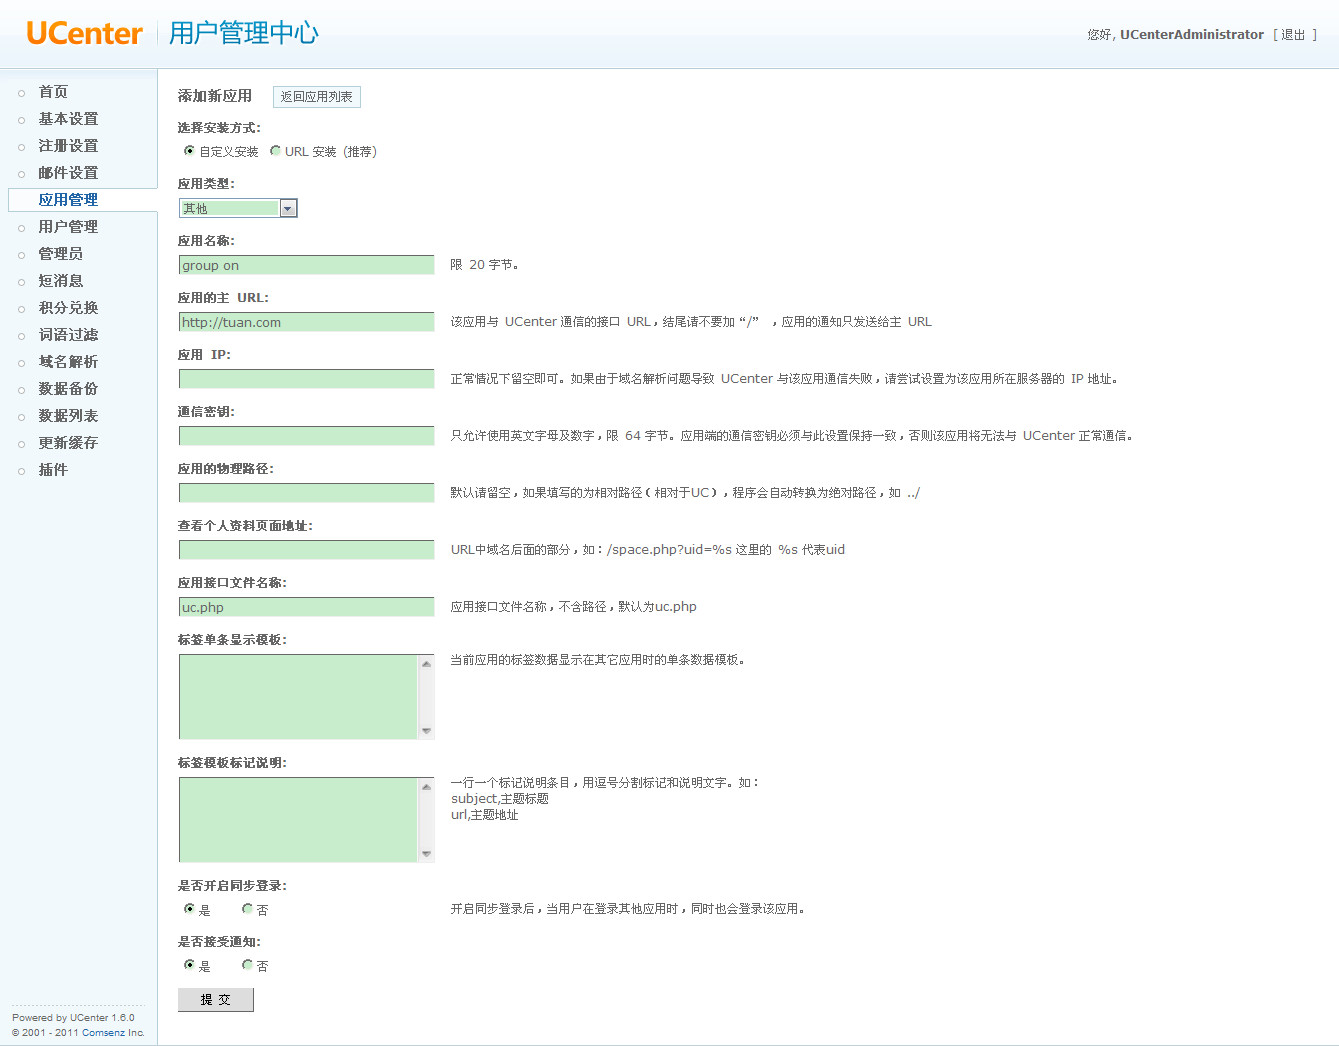 UCenter 用户管理中心
您好, UCenterAdministrator [ 退出 ]
首页
基本设置
注册设置
邮件设置
应用管理
用户管理
管理员
短消息
积分兑换
词语过滤
域名解析
数据备份
数据列表
更新缓存
插件
Powered by UCenter 1.6.0
© 2001 - 2011 Comsenz Inc.
添加新应用 返回应用列表
选择安装方式:
自定义安装 URL 安装 (推荐)
应用类型:
其他
应用名称:
group on 限 20 字节。
应用的主 URL:
http://tuan.com 该应用与 UCenter 通信的接口 URL，结尾请不要加“/” ，应用的通知只发送给主 URL
应用 IP:
正常情况下留空即可。如果由于域名解析问题导致 UCenter 与该应用通信失败，请尝试设置为该应用所在服务器的 IP 地址。
通信密钥:
只允许使用英文字母及数字，限 64 字节。应用端的通信密钥必须与此设置保持一致，否则该应用将无法与 UCenter 正常通信。
应用的物理路径:
默认请留空，如果填写的为相对路径（相对于UC），程序会自动转换为绝对路径，如 ../
查看个人资料页面地址:
URL中域名后面的部分，如：/space.php?uid=%s 这里的 %s 代表uid
应用接口文件名称:
uc.php 应用接口文件名称，不含路径，默认为uc.php
标签单条显示模板:
当前应用的标签数据显示在其它应用时的单条数据模板。
标签模板标记说明:
一行一个标记说明条目，用逗号分割标记和说明文字。如：
subject,主题标题
url,主题地址
是否开启同步登录:
是 否 开启同步登录后，当用户在登录其他应用时，同时也会登录该应用。
是否接受通知:
是 否
提 交